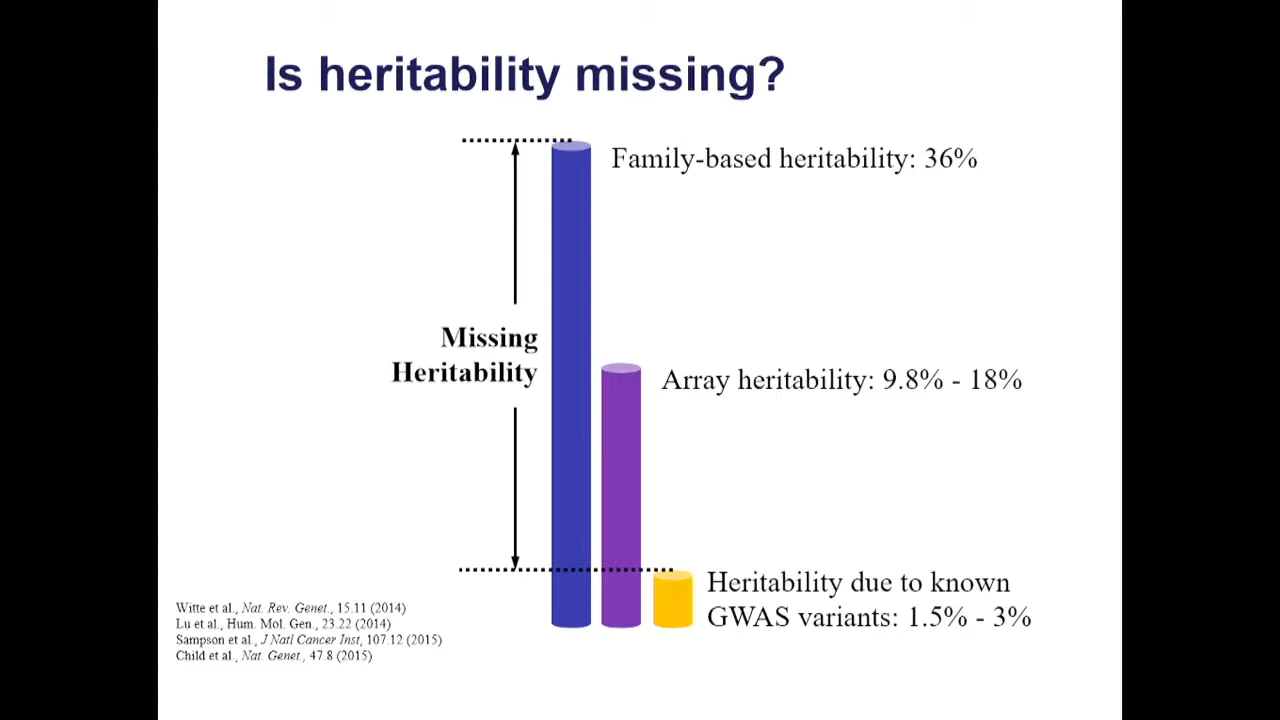 Is heritability missing?
Family-based heritability: 36%
Missing
Heritability
Array heritability: 9.8% - 18%
Heritability due to known
GWAS variants: 1.5% - 3%
Witte et al., Nat. Rev. Genet., 15.11 (2014)
Lu et al., Hum. Mol. Gen., 23.22 (2014)
Sampson et al., J Natl Cancer Inst, 107.12 (2015)
Child et al., Nat. Genet., 47.8 (2015)